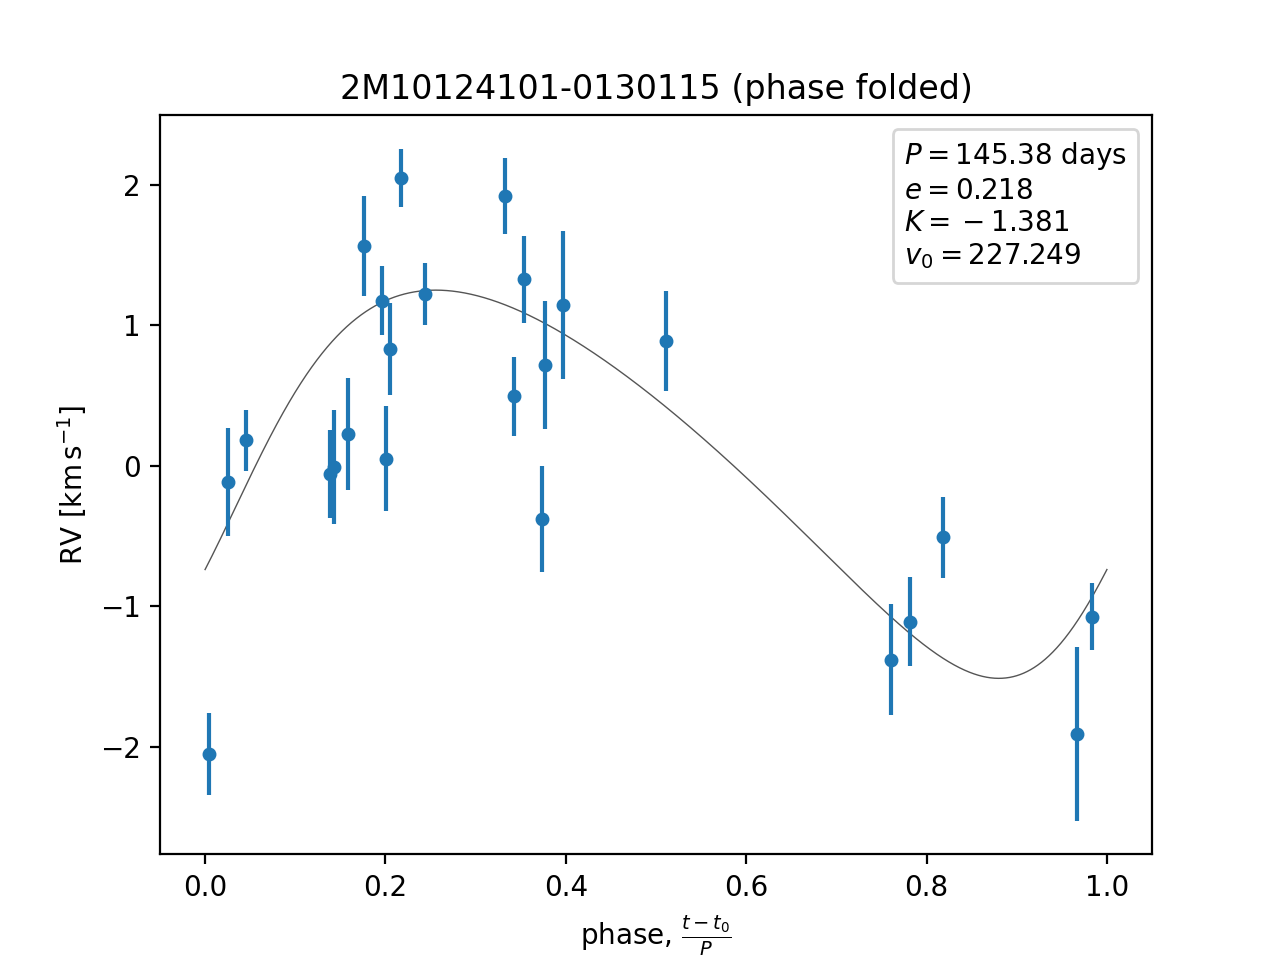 2M10124101-0130115 (phase folded)
P = 145.38 days
e = 0.218
K = −1.381
v₀ = 227.249
2
1
0
−1
−2
RV [km s⁻¹]
0.0 0.2 0.4 0.6 0.8 1.0
phase, (t − t₀)/P